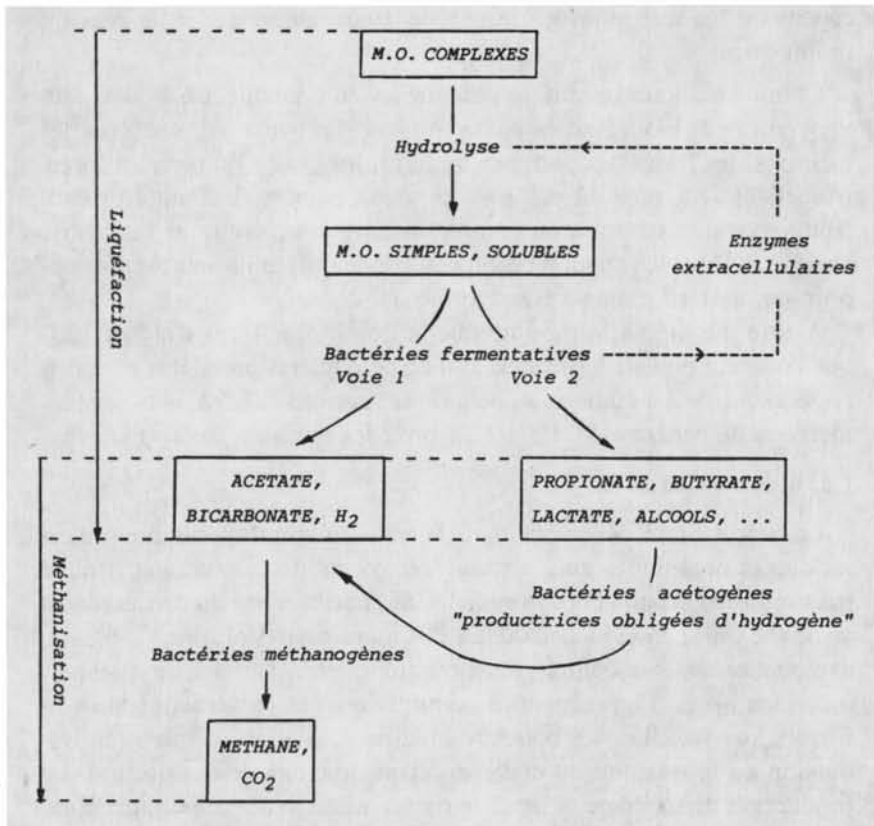 M.O. COMPLEXES
Hydrolyse
Liquéfaction
M.O. SIMPLES, SOLUBLES
Enzymes
extracellulaires
Bactéries fermentatives
Voie 1
Voie 2
ACETATE,
BICARBONATE, H2
PROPIONATE, BUTYRATE,
LACTATE, ALCOOLS, ...
Méthanisation
Bactéries acétogènes
"productrices obligées d'hydrogène"
Bactéries méthanogènes
METHANE,
CO2